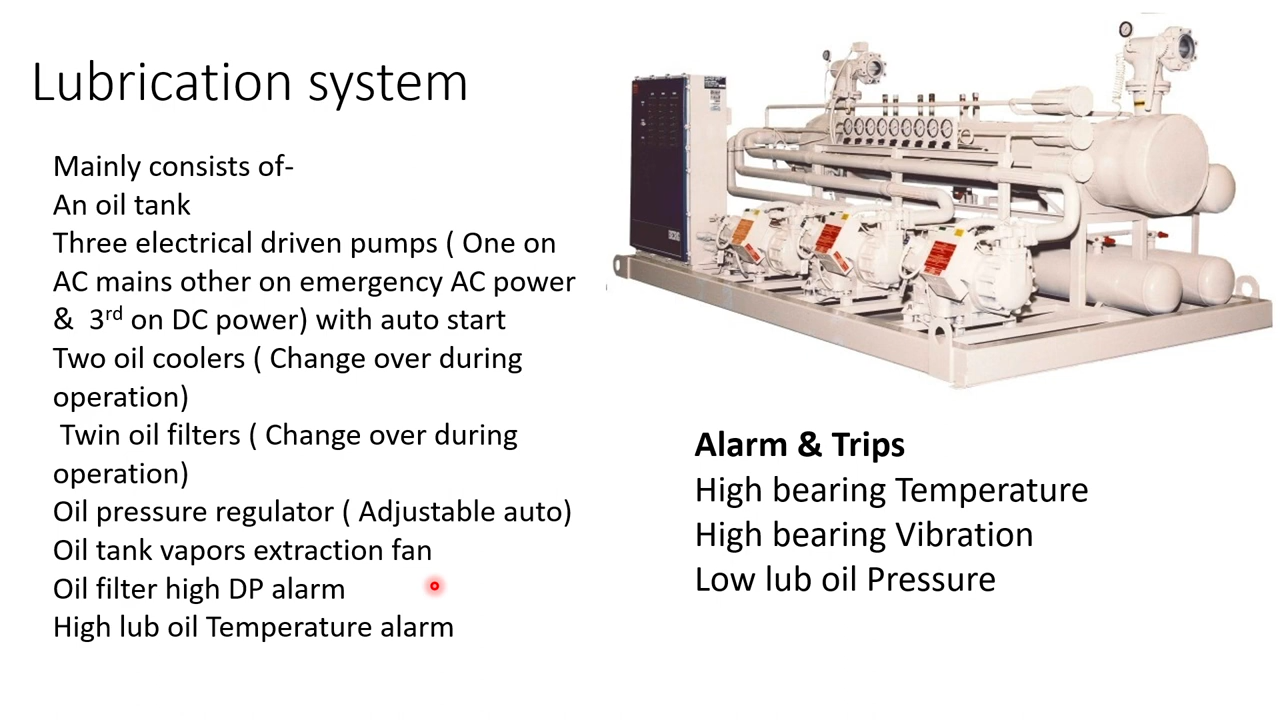 Lubrication system
Mainly consists of-
An oil tank
Three electrical driven pumps ( One on
AC mains other on emergency AC power
& 3rd on DC power) with auto start
Two oil coolers ( Change over during
operation)
Twin oil filters ( Change over during
operation)
Oil pressure regulator ( Adjustable auto)
Oil tank vapors extraction fan
Oil filter high DP alarm
High lub oil Temperature alarm
Alarm & Trips
High bearing Temperature
High bearing Vibration
Low lub oil Pressure